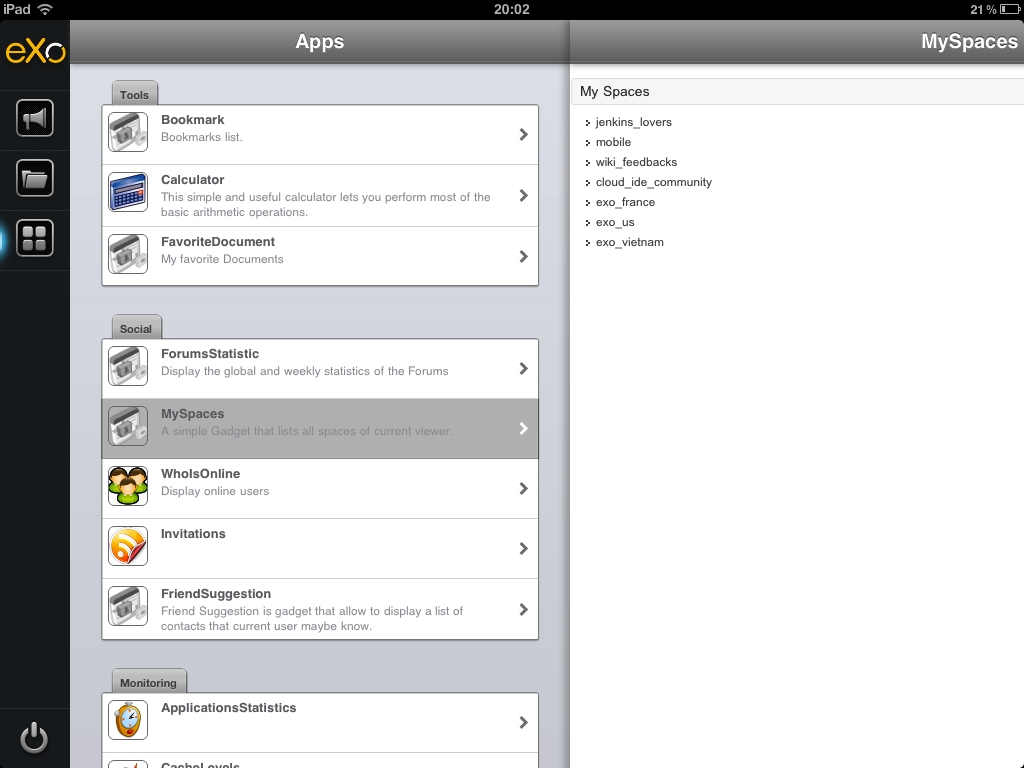 iPad
20:02
21 %
eXo
Apps
MySpaces
Tools
Bookmark
Bookmarks list.
Calculator
This simple and useful calculator lets you perform most of the
basic arithmetic operations.
FavoriteDocument
My favorite Documents
Social
ForumsStatistic
Display the global and weekly statistics of the Forums
MySpaces
A simple Gadget that lists all spaces of current viewer.
WhoIsOnline
Display online users
Invitations
FriendSuggestion
Friend Suggestion is gadget that allow to display a list of
contacts that current user maybe know.
Monitoring
ApplicationsStatistics
CacheLevels
My Spaces
jenkins_lovers
mobile
wiki_feedbacks
cloud_ide_community
exo_france
exo_us
exo_vietnam